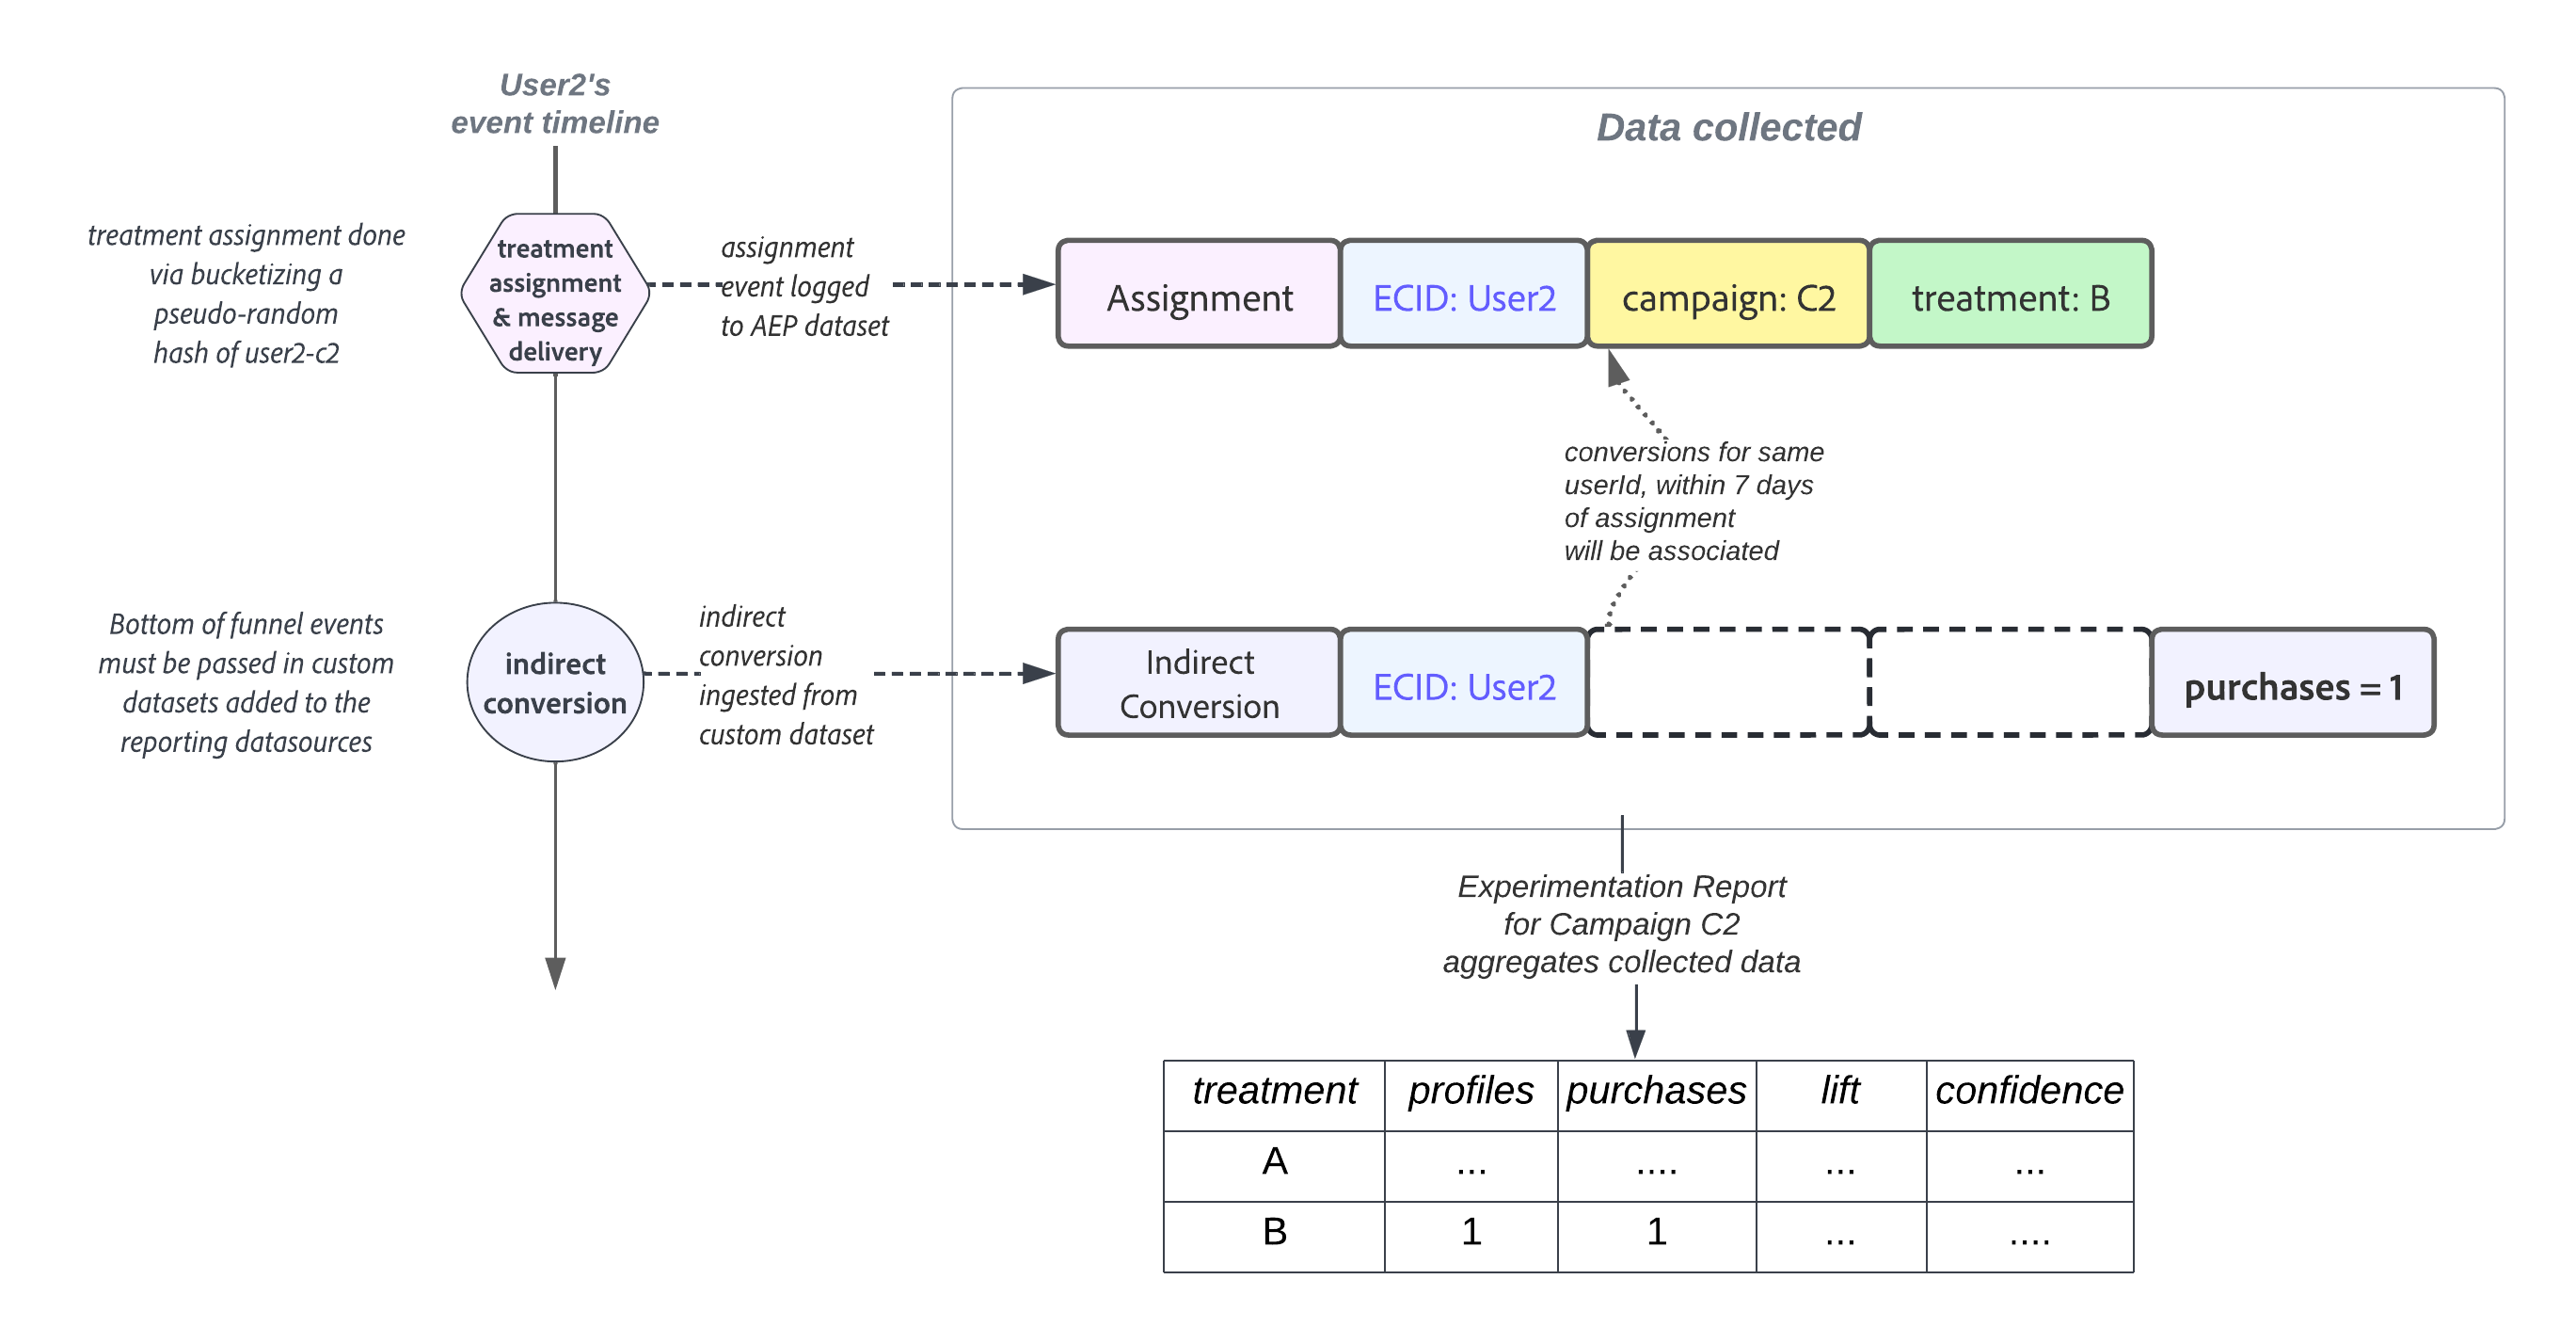 User2's
event timeline
treatment assignment done
via bucketizing a
pseudo-random
hash of user2-c2
treatment
assignment
& message
delivery
assignment
event logged
to AEP dataset
Data collected
Assignment
ECID: User2
campaign: C2
treatment: B
conversions for same
userId, within 7 days
of assignment
will be associated
Bottom of funnel events
must be passed in custom
datasets added to the
reporting datasources
indirect
conversion
indirect
conversion
ingested from
custom dataset
Indirect
Conversion
ECID: User2
purchases = 1
Experimentation Report
for Campaign C2
aggregates collected data
treatment profiles purchases lift confidence
A ... .... ... ...
B 1 1 ... ....